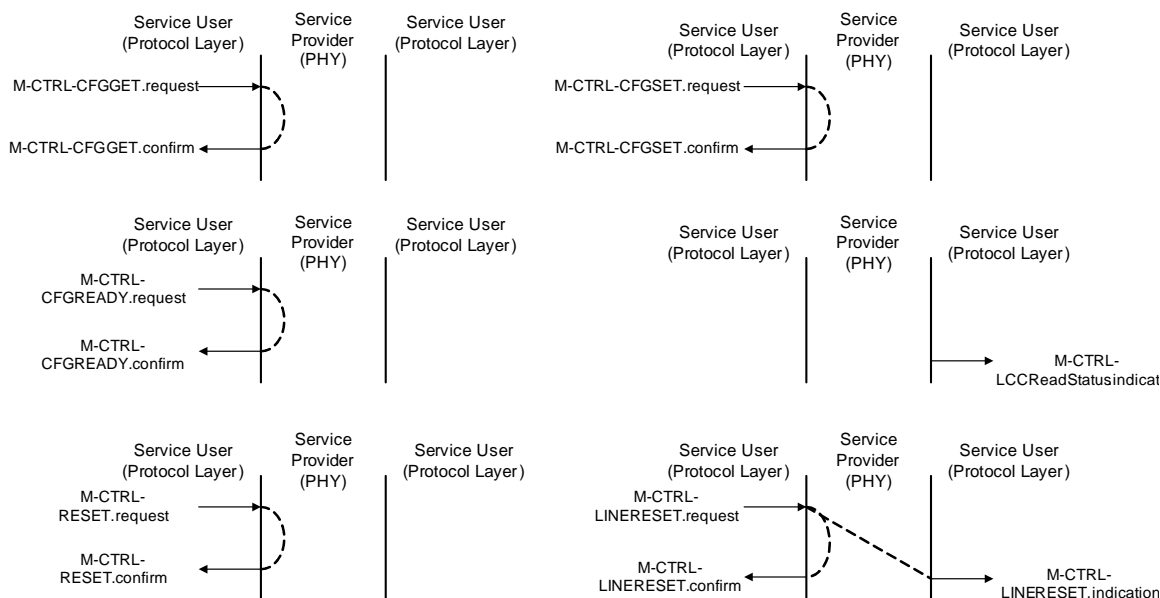 Service User
(Protocol Layer)
Service
Provider
(PHY)
Service User
(Protocol Layer)
M-CTRL-CFGGET.request
M-CTRL-CFGGET.confirm
Service User
(Protocol Layer)
Service
Provider
(PHY)
Service User
(Protocol Layer)
M-CTRL-CFGSET.request
M-CTRL-CFGSET.confirm
Service User
(Protocol Layer)
Service
Provider
(PHY)
Service User
(Protocol Layer)
M-CTRL-
CFGREADY.request
M-CTRL-
CFGREADY.confirm
Service User
(Protocol Layer)
Service
Provider
(PHY)
Service User
(Protocol Layer)
M-CTRL-
LCCReadStatus.indicat
Service User
(Protocol Layer)
Service
Provider
(PHY)
Service User
(Protocol Layer)
M-CTRL-
RESET.request
M-CTRL-
RESET.confirm
Service User
(Protocol Layer)
Service
Provider
(PHY)
Service User
(Protocol Layer)
M-CTRL-
LINERESET.request
M-CTRL-
LINERESET.confirm
M-CTRL-
LINERESET.indication